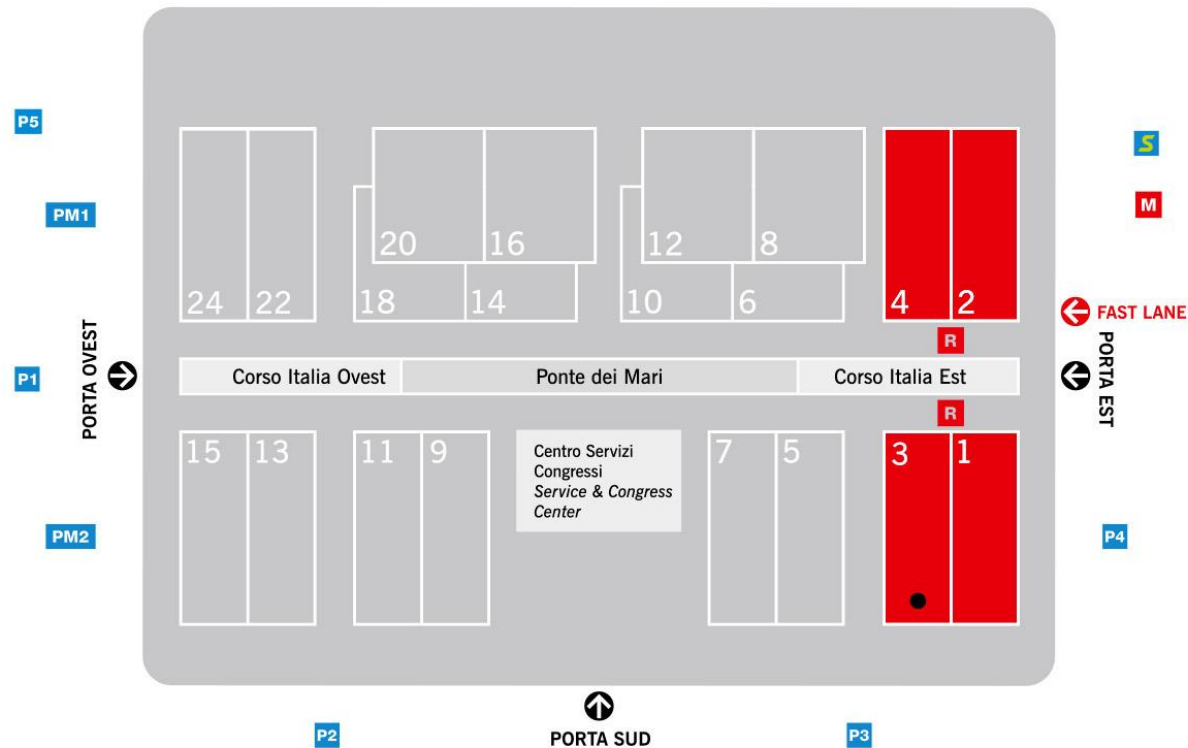 P5
S
PM1
M
20
16
12
8
24
22
18
14
10
6
4
2
FAST LANE
R
PORTA OVEST
P1
Corso Italia Ovest
Ponte dei Mari
Corso Italia Est
PORTA EST
R
15
13
11
9
Centro Servizi
Congressi
Service & Congress
Center
7
5
3
1
PM2
P4
P2
PORTA SUD
P3